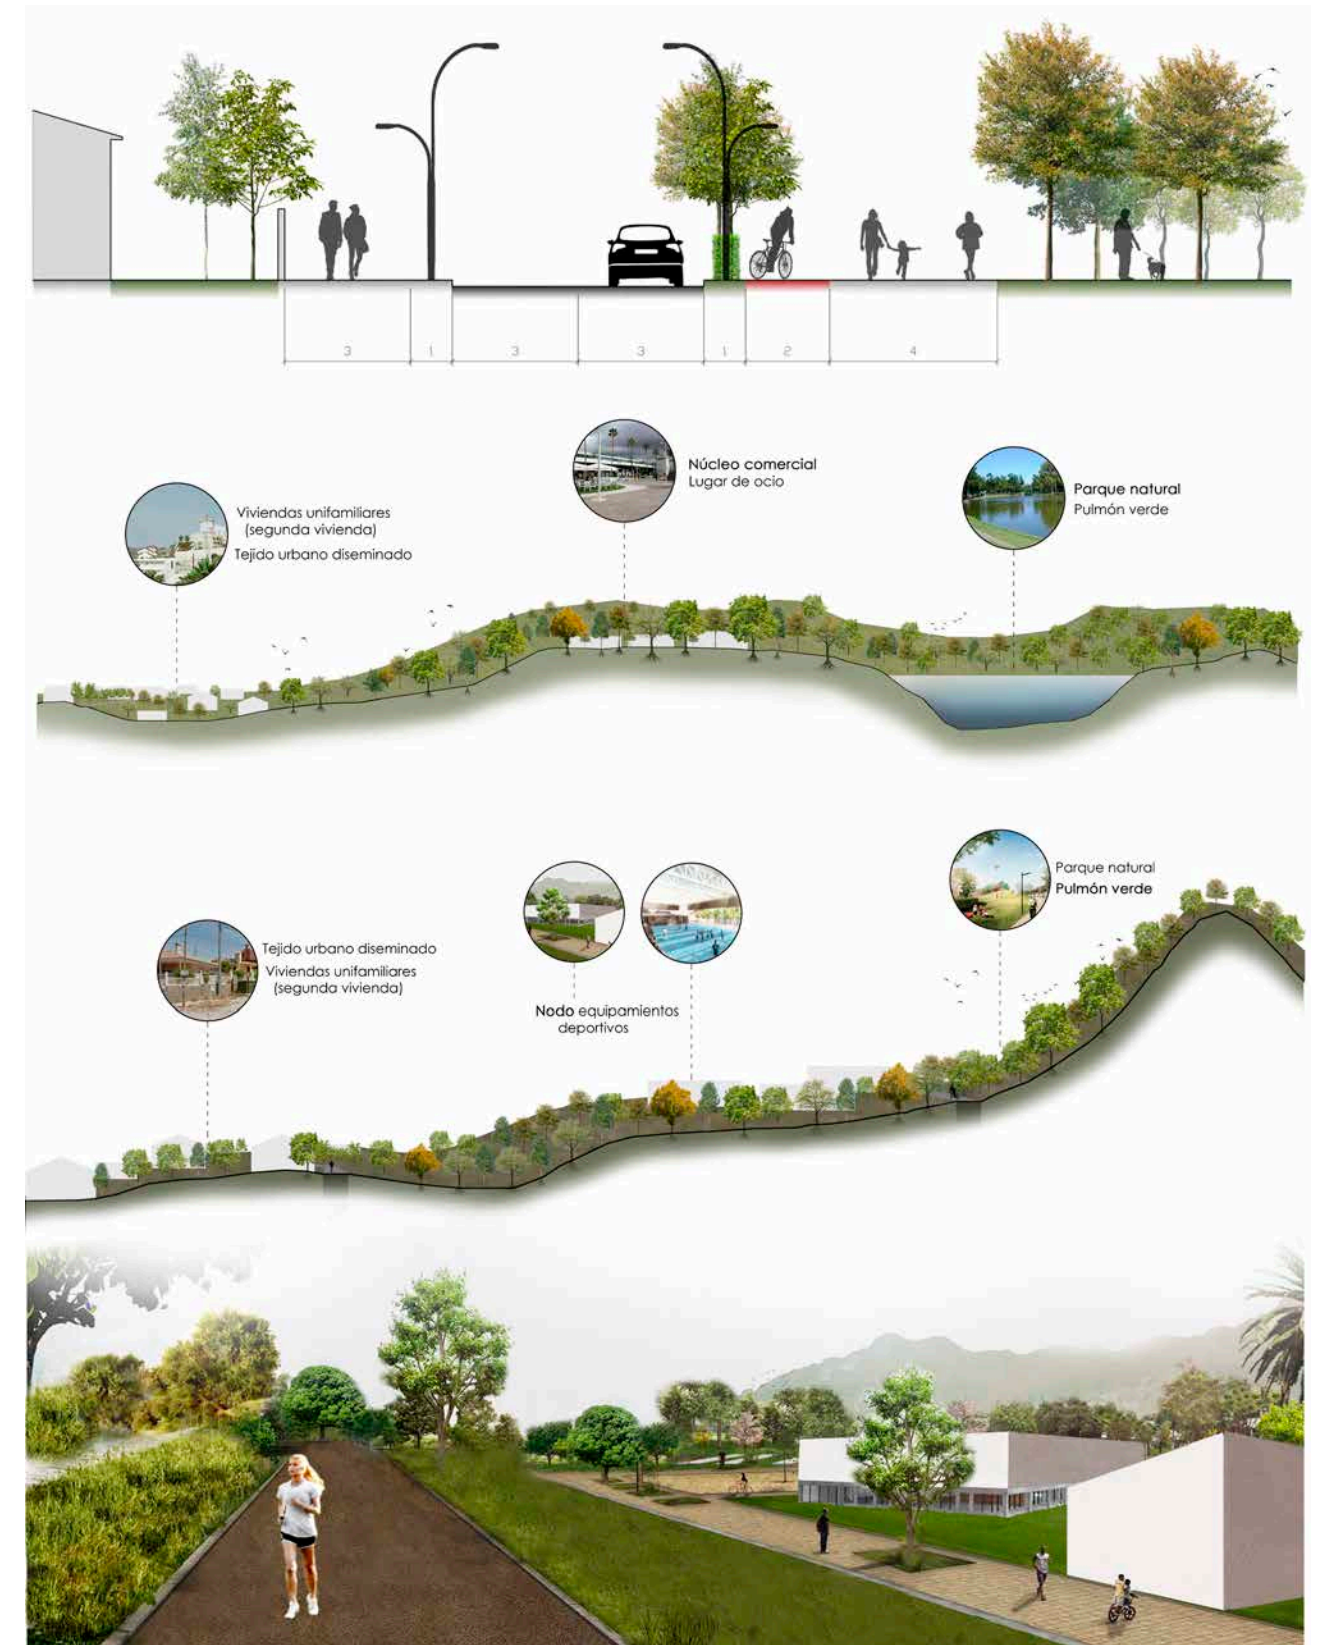 3 1 3 3 1 2 4
Núcleo comercial
Lugar de ocio
Parque natural
Pulmón verde
Viviendas unifamiliares
(segunda vivienda)
Tejido urbano diseminado
Parque natural
Pulmón verde
Tejido urbano diseminado
Viviendas unifamiliares
(segunda vivienda)
Nodo equipamientos
deportivos